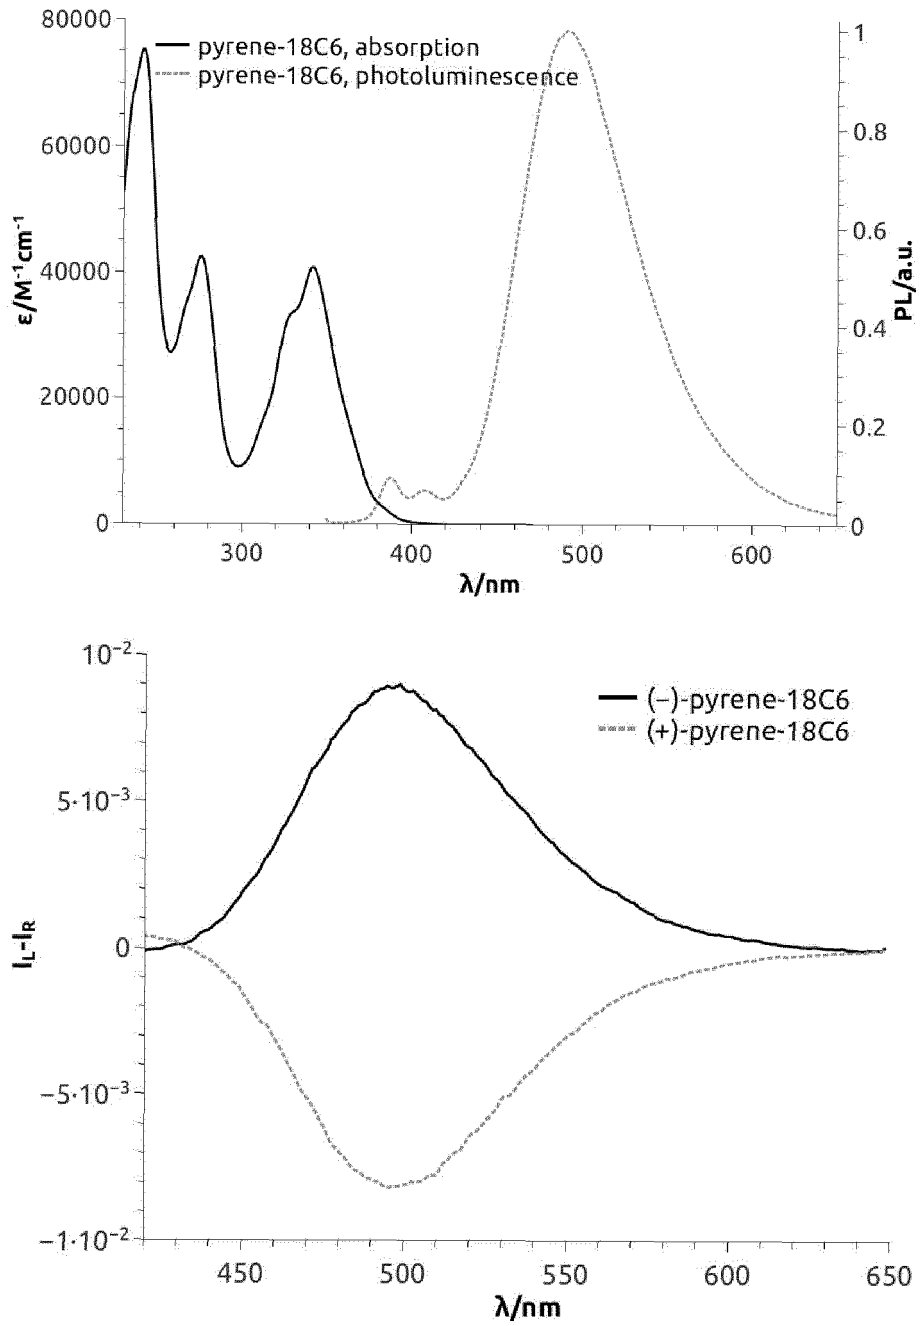 80000
60000
40000
20000
0
ε/M⁻¹cm⁻¹
pyrene-18C6, absorption
pyrene-18C6, photoluminescence
1
0.8
0.6
0.4
0.2
0
PL/a.u.
300 400 500 600
λ/nm
10⁻²
5·10⁻³
0
−5·10⁻³
−1·10⁻²
I_L-I_R
(−)-pyrene-18C6
(+)-pyrene-18C6
450 500 550 600 650
λ/nm